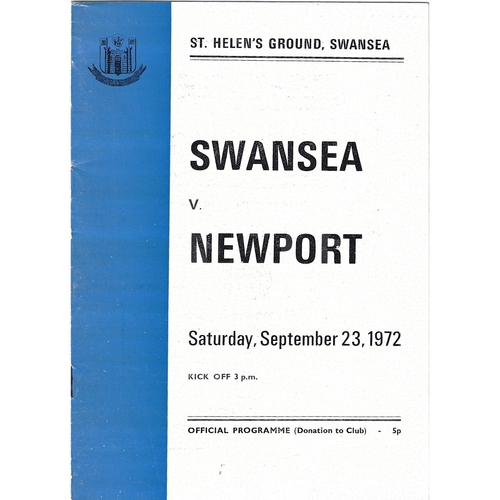 ST. HELEN'S GROUND, SWANSEA
SWANSEA
V.
NEWPORT
Saturday, September 23, 1972
KICK OFF 3 p.m.
OFFICIAL PROGRAMME (Donation to Club) - 5p